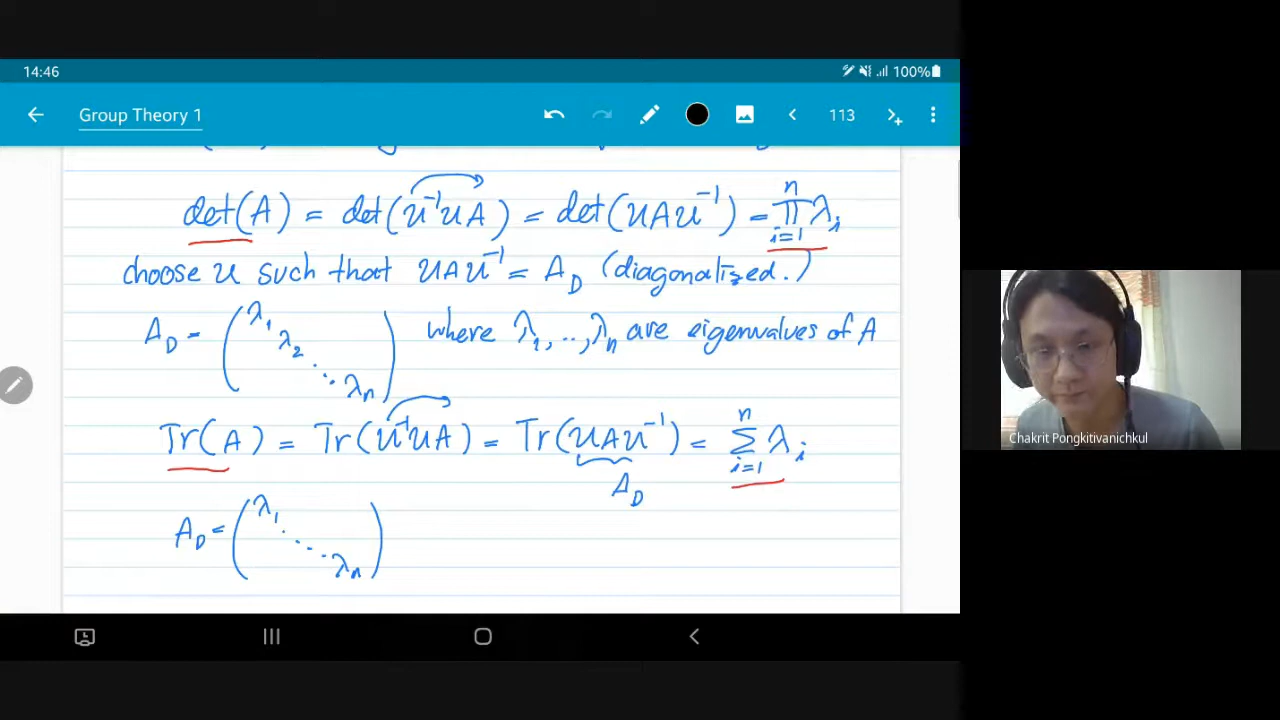 14:46
100%
Group Theory 1
113
det(A) = det(U⁻¹UA) = det(UAU⁻¹) = ∏ᵢ₌₁ⁿ λᵢ
choose U such that UAU⁻¹ = A_D (diagonalized.)
A_D = (λ₁ λ₂ ⋱ λₙ) where λ₁, .., λₙ are eigenvalues of A
Tr(A) = Tr(U⁻¹UA) = Tr(UAU⁻¹) = ∑ᵢ₌₁ⁿ λᵢ
A_D
A_D = (λ₁ ⋱ λₙ)
Chakrit Pongkitivanichkul